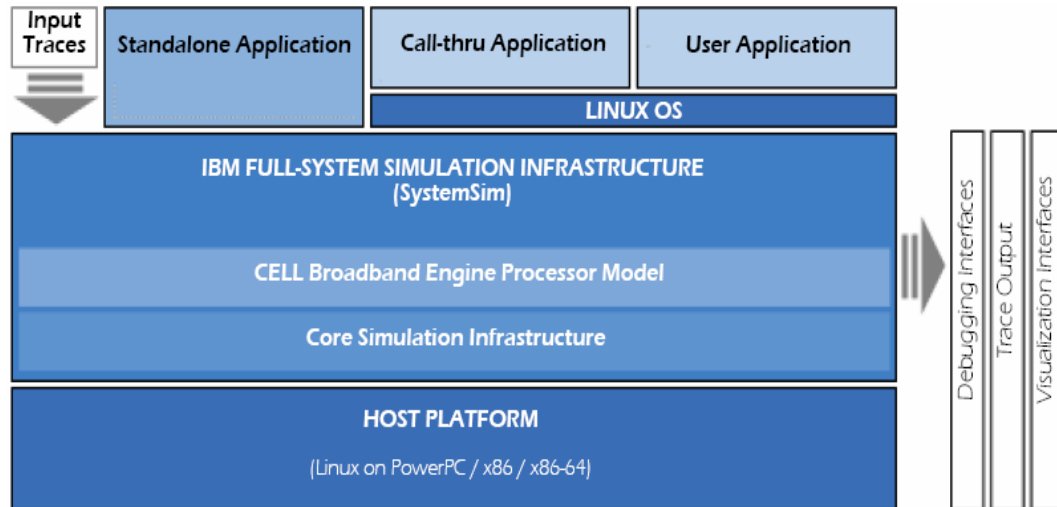 Input
Traces
Standalone Application
Call-thru Application
User Application
LINUX OS
IBM FULL-SYSTEM SIMULATION INFRASTRUCTURE
(SystemSim)
CELL Broadband Engine Processor Model
Core Simulation Infrastructure
HOST PLATFORM
(Linux on PowerPC / x86 / x86-64)
Debugging Interfaces
Trace Output
Visualization Interfaces